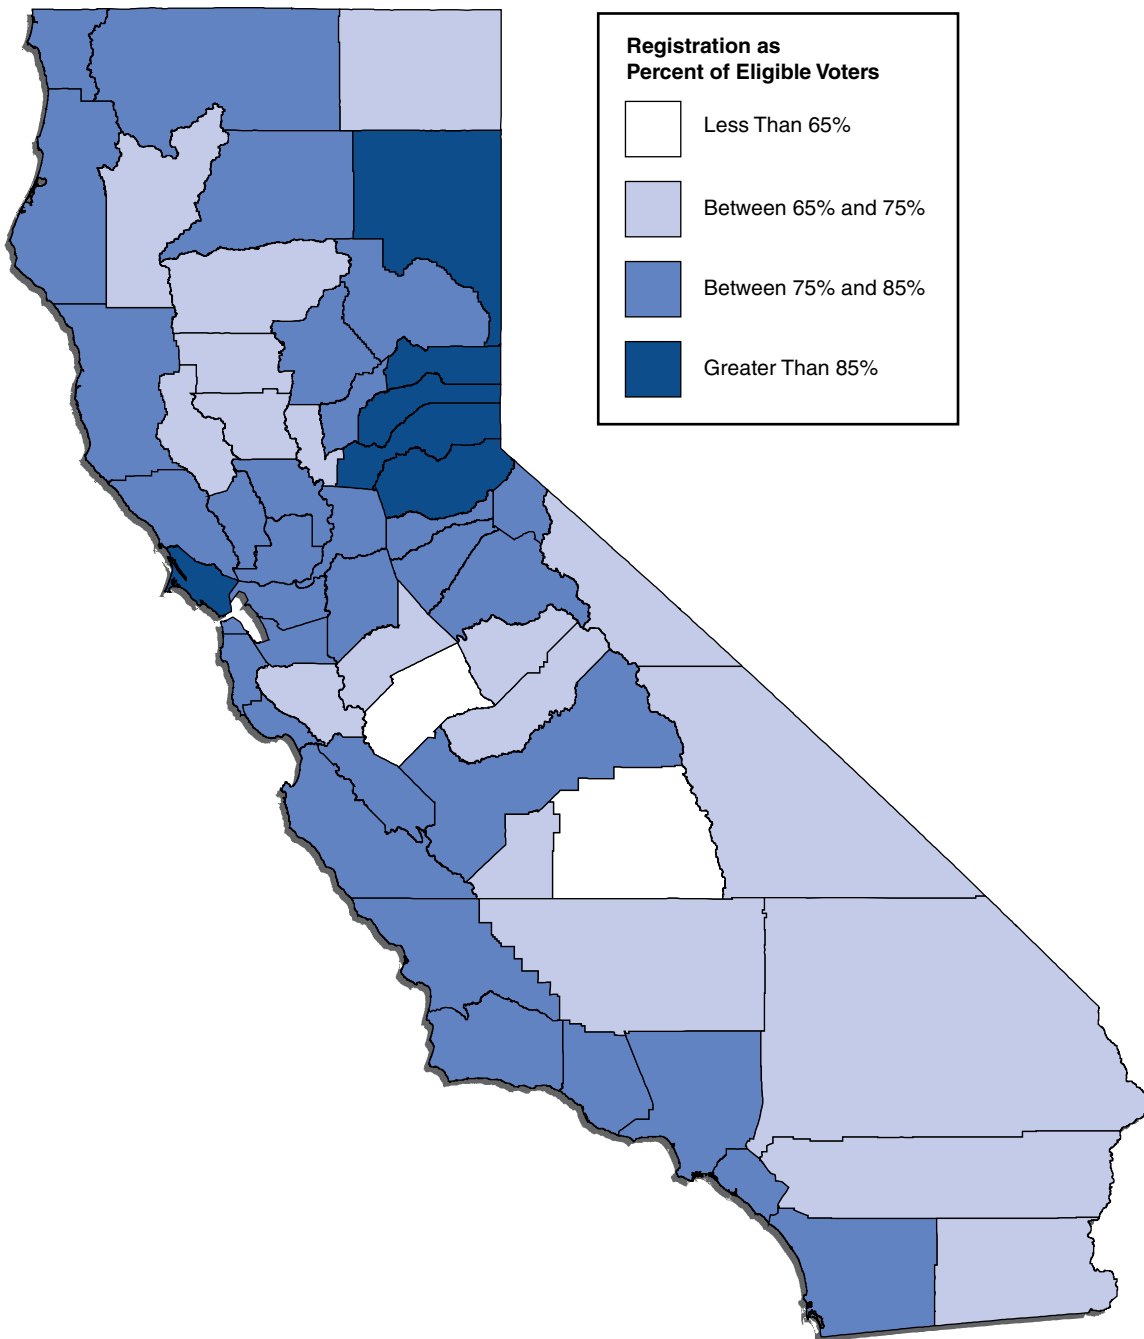 Registration as
Percent of Eligible Voters
Less Than 65%
Between 65% and 75%
Between 75% and 85%
Greater Than 85%